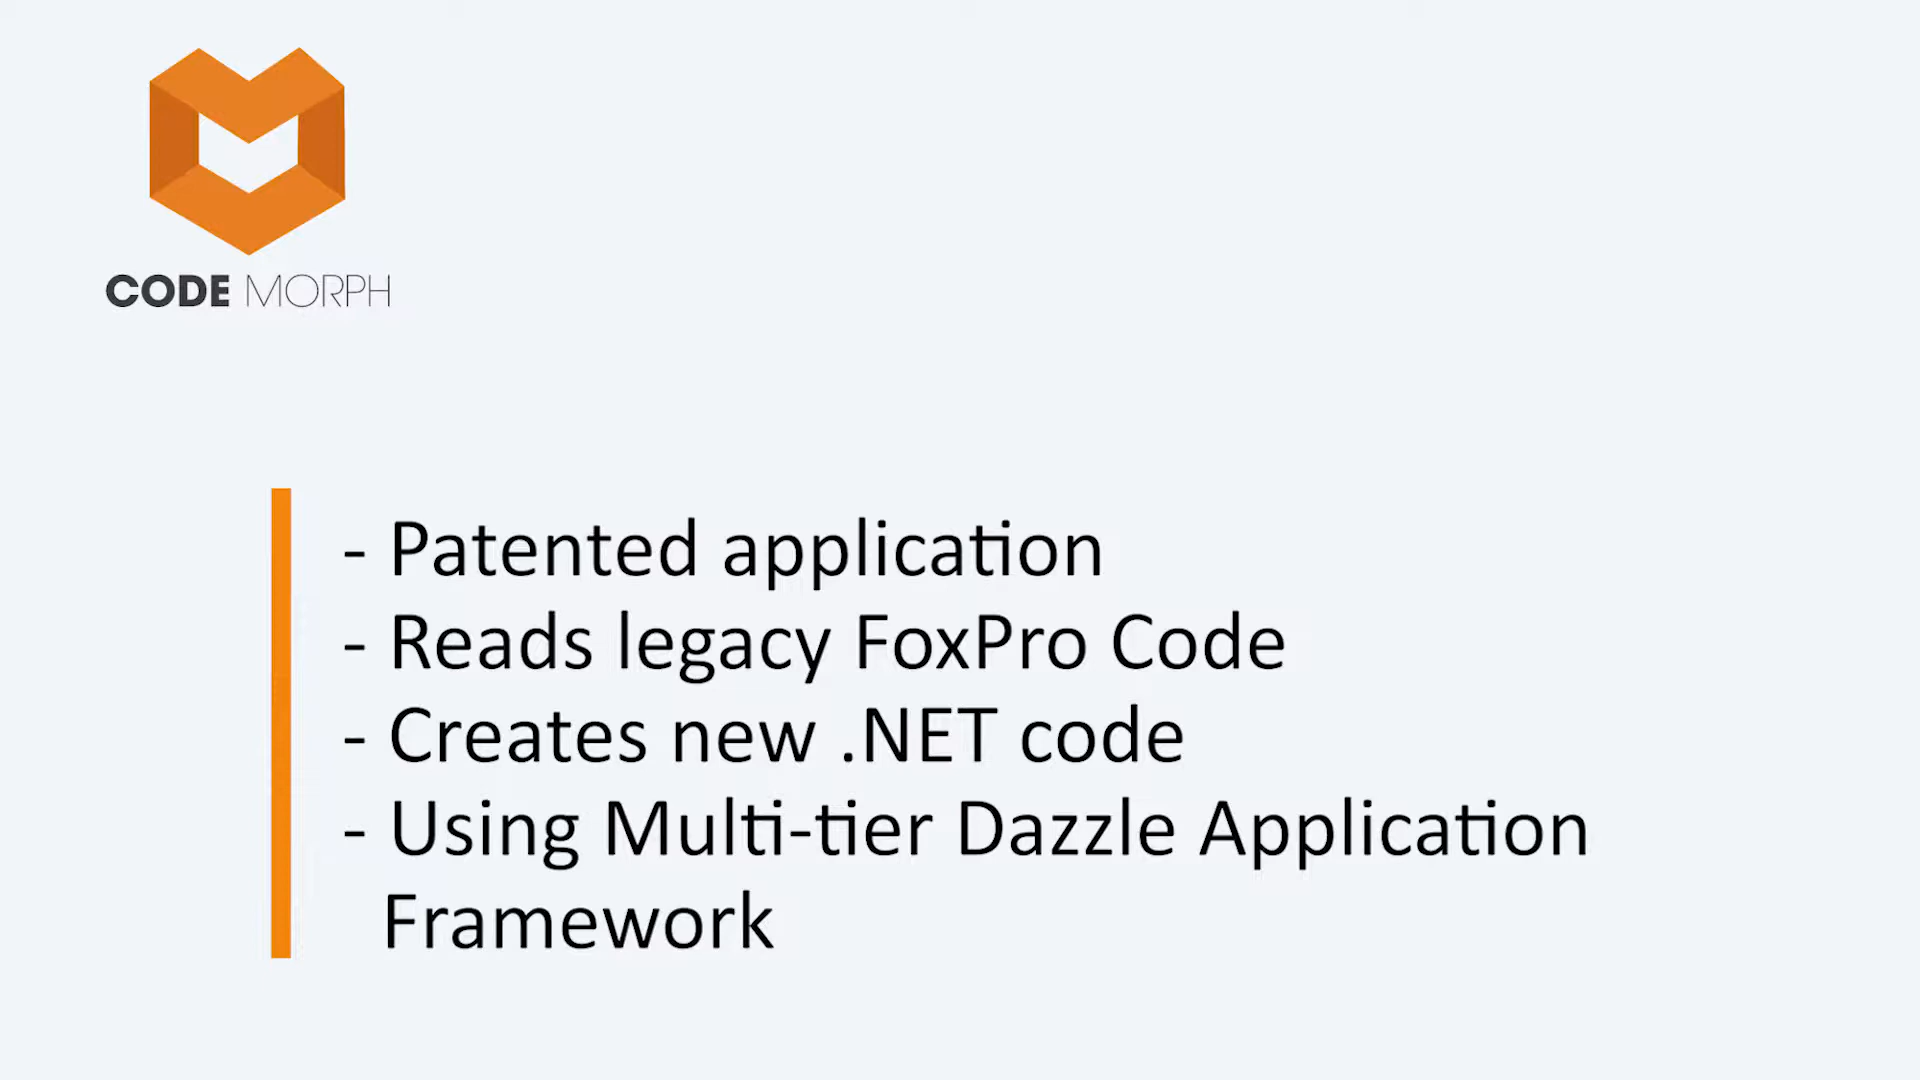 CODE MORPH
- Patented application
- Reads legacy FoxPro Code
- Creates new .NET code
- Using Multi-tier Dazzle Application
Framework